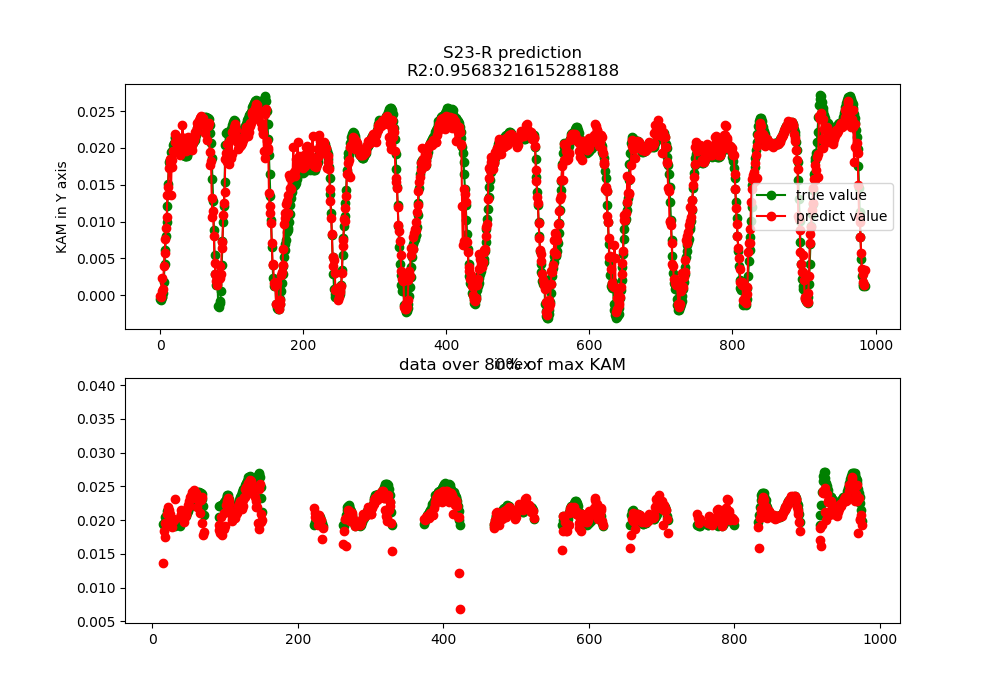 S23-R prediction
R2:0.9568321615288188
KAM in Y axis
0.025
0.020
0.015
0.010
0.005
0.000
true value
predict value
0 200 400 600 800 1000
index
data over 80% of max KAM
0.040
0.035
0.030
0.025
0.020
0.015
0.010
0.005
0 200 400 600 800 1000